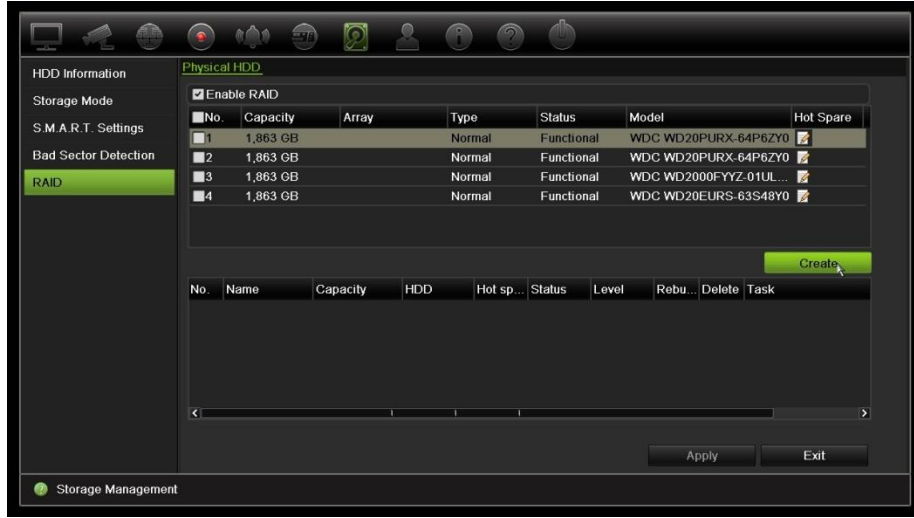 HDD Information
Storage Mode
S.M.A.R.T. Settings
Bad Sector Detection
RAID
Physical HDD
Enable RAID
No. Capacity Array Type Status Model Hot Spare
1 1,863 GB Normal Functional WDC WD20PURX-64P6ZY0
2 1,863 GB Normal Functional WDC WD20PURX-64P6ZY0
3 1,863 GB Normal Functional WDC WD2000FYYZ-01UL...
4 1,863 GB Normal Functional WDC WD20EURS-63S48Y0
Create
No. Name Capacity HDD Hot sp... Status Level Rebu... Delete Task
Apply Exit
Storage Management